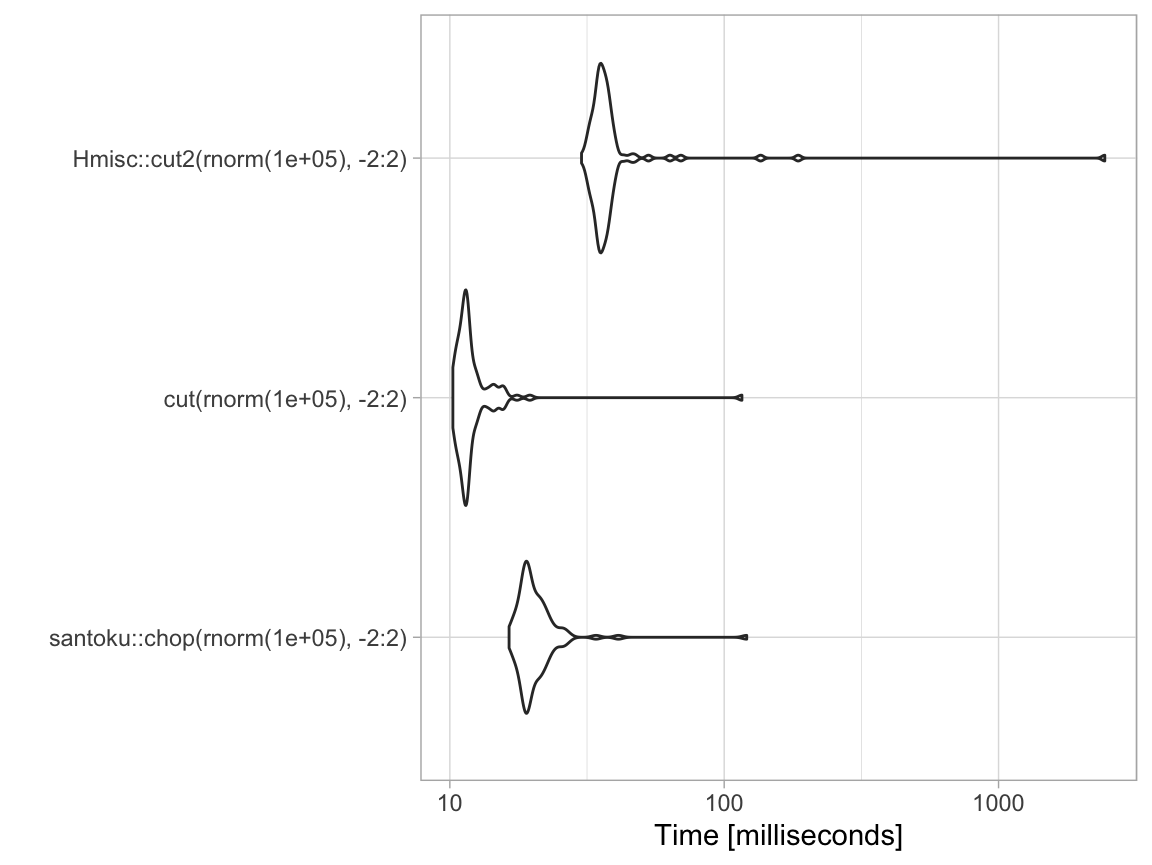 Hmisc::cut2(rnorm(1e+05), -2:2)
cut(rnorm(1e+05), -2:2)
santoku::chop(rnorm(1e+05), -2:2)
10 100 1000
Time [milliseconds]